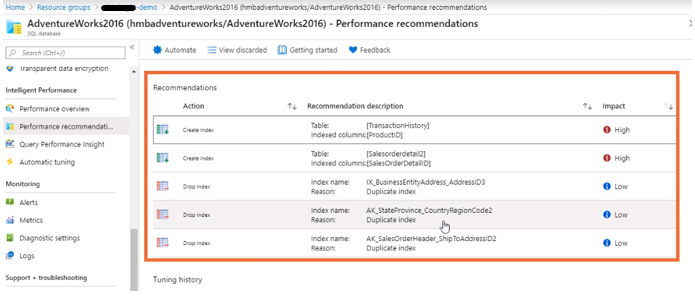 Home > Resource groups > -demo > AdventureWorks2016 (hmbadventureworks/AdventureWorks2016) - Performance recommendations
AdventureWorks2016 (hmbadventureworks/AdventureWorks2016) - Performance recommendations
SQL database
Search (Ctrl+/)
«
Automate
View discarded
Getting started
Feedback
Transparent data encryption
Intelligent Performance
Performance overview
Performance recommendati...
Query Performance Insight
Automatic tuning
Monitoring
Alerts
Metrics
Diagnostic settings
Logs
Support + troubleshooting
Recommendations
Action Recommendation description Impact
Create index Table: [TransactionHistory] High
Indexed columns:[ProductID]
Create index Table: [Salesorderdetail2] High
Indexed columns:[SalesOrderDetailID]
Drop index Index name: IX_BusinessEntityAddress_AddressID3 Low
Reason: Duplicate index
Drop index Index name: AK_StateProvince_CountryRegionCode2 Low
Reason: Duplicate index
Drop index Index name: AK_SalesOrderHeader_ShipToAddressID2 Low
Reason: Duplicate index
Tuning history